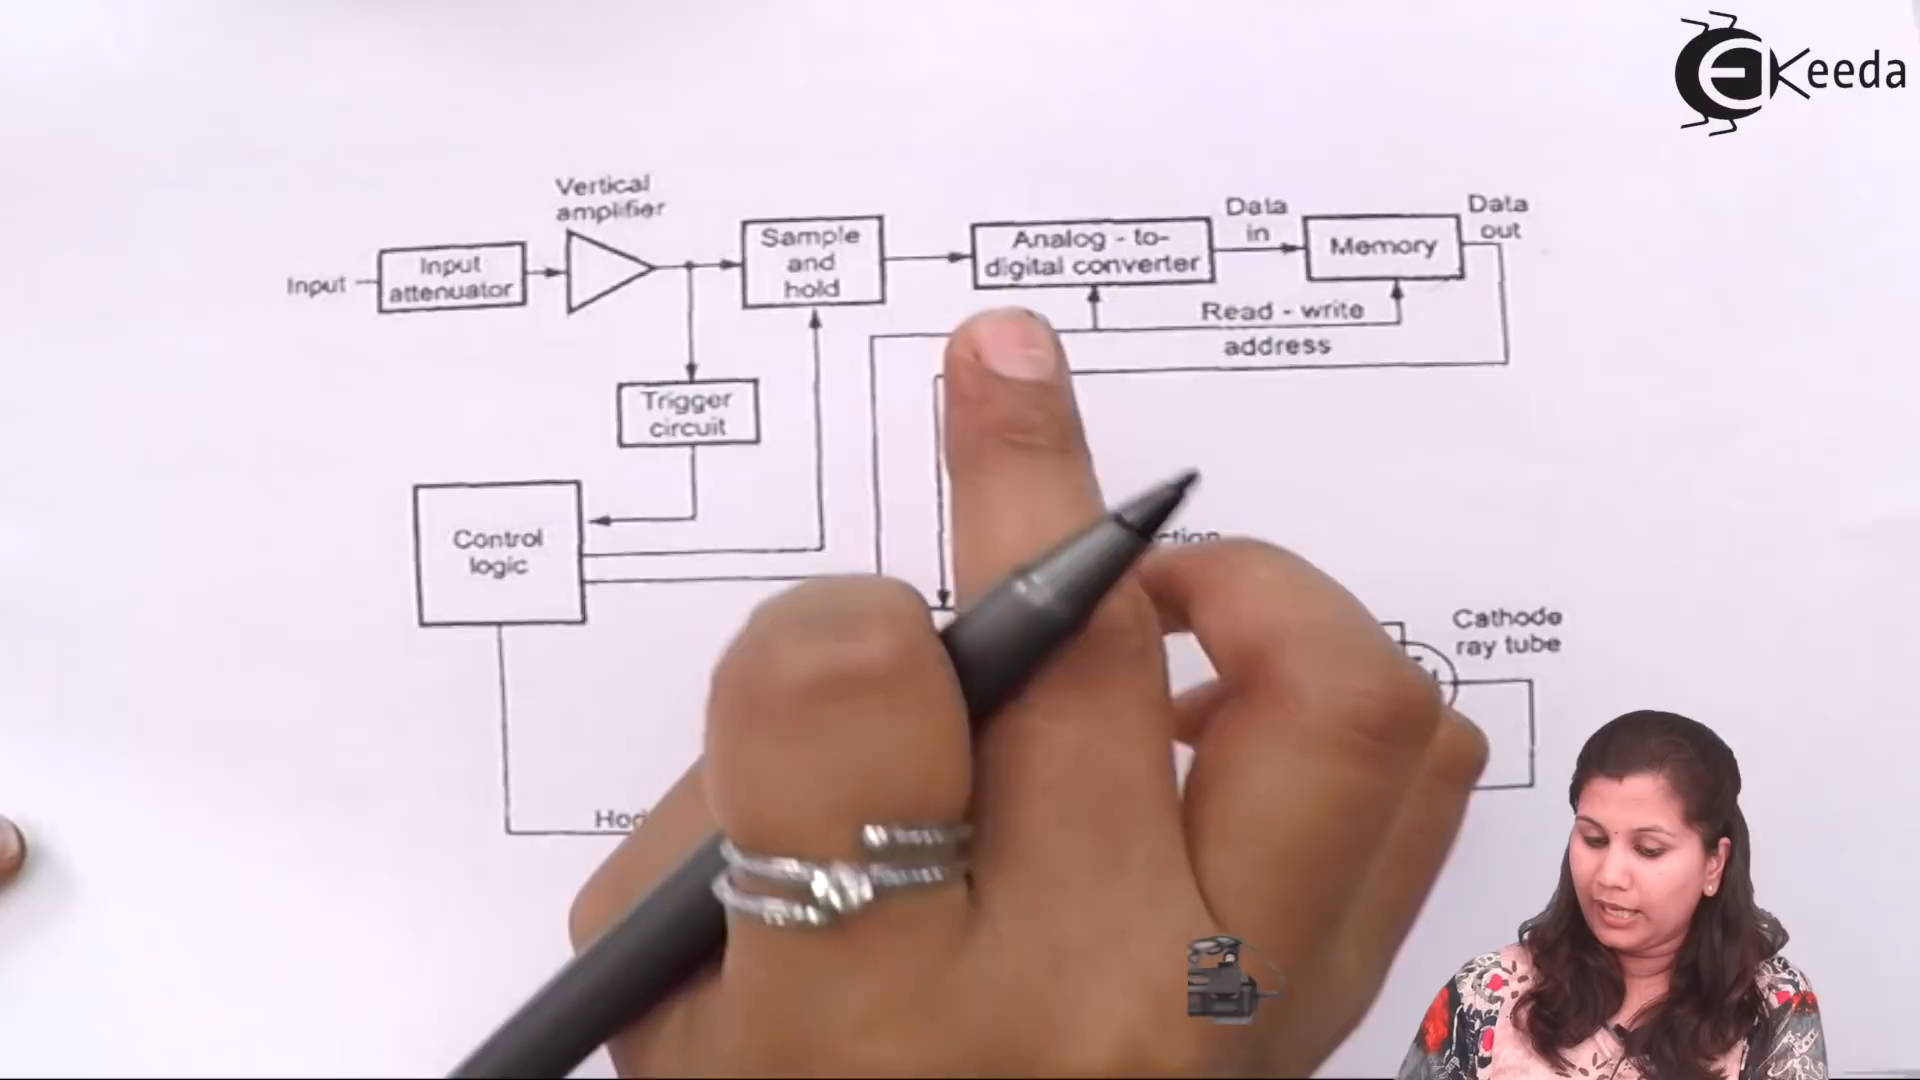 Keeda
Vertical
amplifier
Input
Input
attenuator
Sample
and
hold
Analog - to-
digital converter
Data
in
Memory
Data
out
Read - write
address
Trigger
circuit
Control
logic
Cathode
ray tube